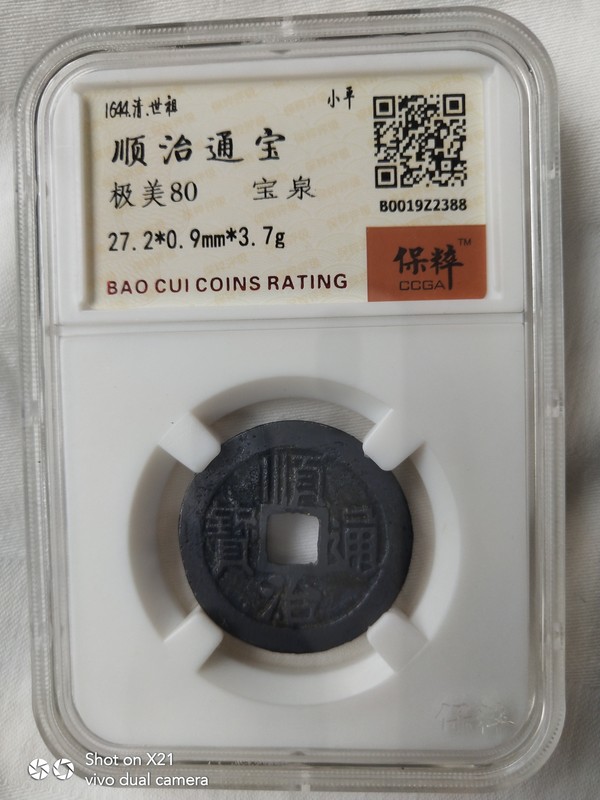 1644.清.世祖 小平
顺治通宝
极美80 宝泉
27.2*0.9mm*3.7g
B0019Z2388
BAO CUI COINS RATING
保粹™
CCGA
順
寶 通
治
Shot on X21
vivo dual camera